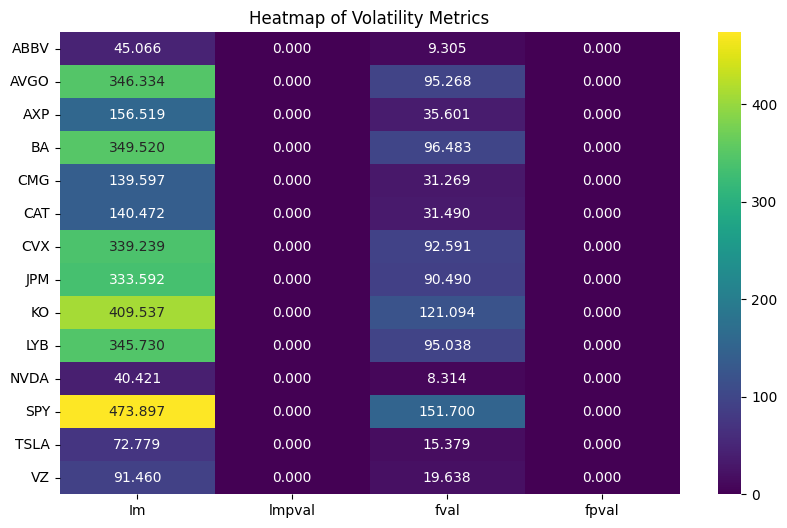 Heatmap of Volatility Metrics
ABBV 45.066 0.000 9.305 0.000
AVGO 346.334 0.000 95.268 0.000
AXP 156.519 0.000 35.601 0.000
BA 349.520 0.000 96.483 0.000
CMG 139.597 0.000 31.269 0.000
CAT 140.472 0.000 31.490 0.000
CVX 339.239 0.000 92.591 0.000
JPM 333.592 0.000 90.490 0.000
KO 409.537 0.000 121.094 0.000
LYB 345.730 0.000 95.038 0.000
NVDA 40.421 0.000 8.314 0.000
SPY 473.897 0.000 151.700 0.000
TSLA 72.779 0.000 15.379 0.000
VZ 91.460 0.000 19.638 0.000
lm lmpval fval fpval
400
300
200
100
0